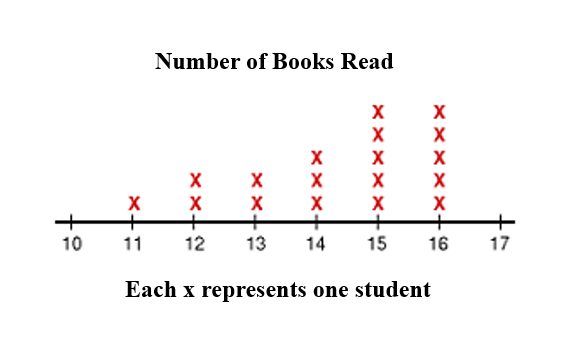 Number of Books Read
X X
X X
X X X
X X X X X
X X X X X X
10 11 12 13 14 15 16 17
Each x represents one student